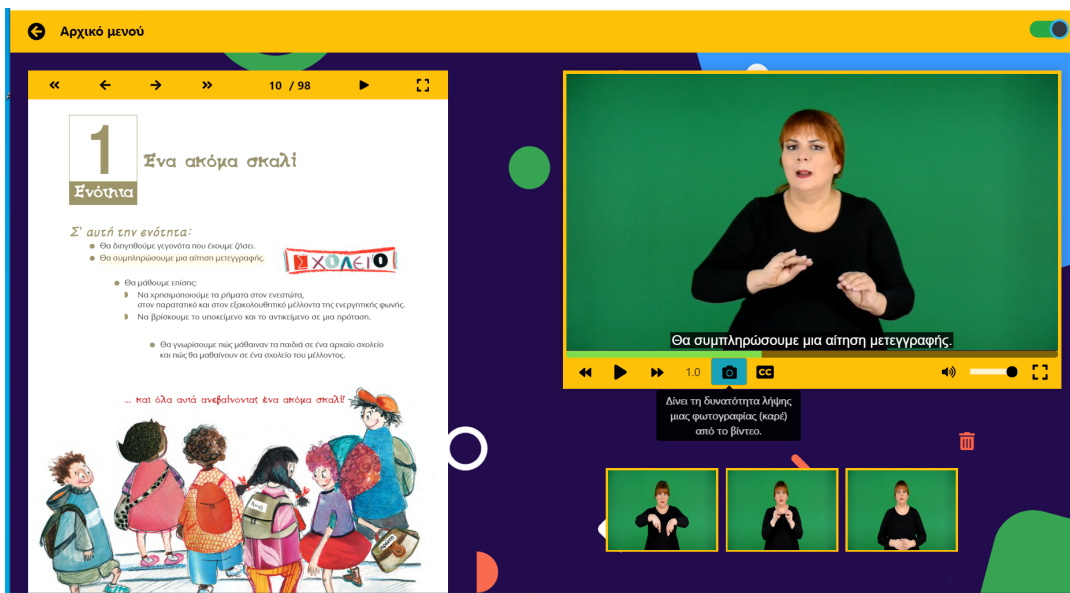 Αρχικό μενού
10 / 98
1
Ενότητα
Ένα ακόμα σκαλί
Σ' αυτή την ενότητα:
Θα διηγηθούμε γεγονότα που έχουμε ζήσει.
Θα συμπληρώσουμε μια αίτηση μετεγγραφής.
ΣΧΟΛΕΙΟ
Θα μάθουμε επίσης:
Να χρησιμοποιούμε τα ρήματα στον ενεστώτα,
στον παρατατικό και στον εξακολουθητικό μέλλοντα της ενεργητικής φωνής.
Να βρίσκουμε το υποκείμενο και το αντικείμενο σε μια πρόταση.
Θα γνωρίσουμε πώς μάθαιναν τα παιδιά σε ένα αρχαίο σχολείο
και πώς θα μαθαίνουν σε ένα σχολείο του μέλλοντος.
... και όλα αυτά ανεβαίνοντας ένα ακόμα σκαλί!
Θα συμπληρώσουμε μια αίτηση μετεγγραφής.
1.0
CC
Δίνει τη δυνατότητα λήψης
μιας φωτογραφίας (καρέ)
από το βίντεο.